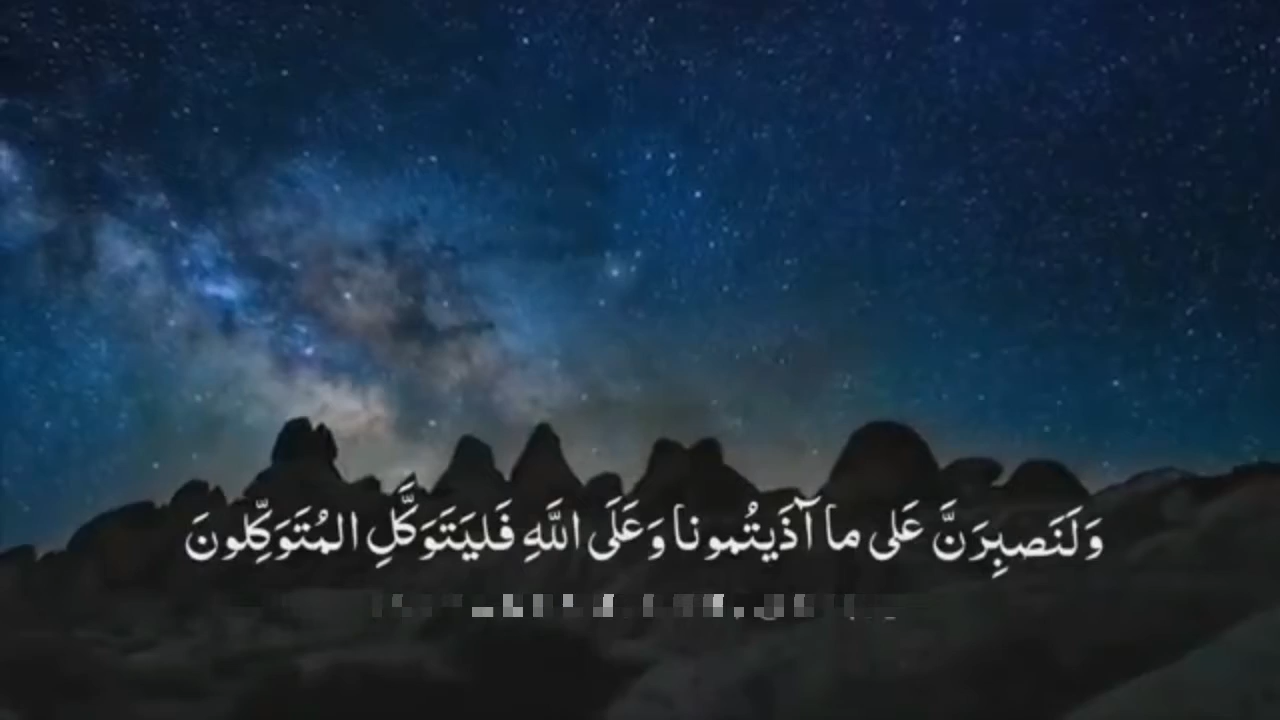 وَلَنَصبِرَنَّ عَلى ما آذَيتُمونا وَعَلَى اللَّهِ فَليَتَوَكَّلِ المُتَوَكِّلونَ